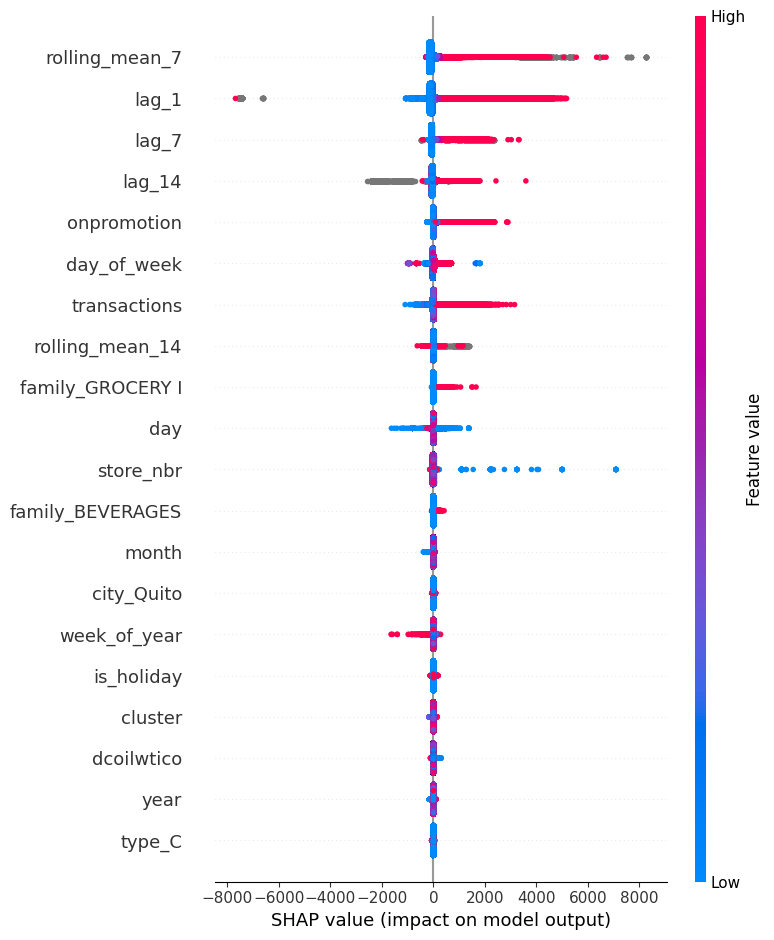 High
rolling_mean_7
lag_1
lag_7
lag_14
onpromotion
day_of_week
transactions
rolling_mean_14
family_GROCERY I
day
store_nbr
family_BEVERAGES
month
city_Quito
week_of_year
is_holiday
cluster
dcoilwtico
year
type_C
Feature value
Low
−8000 −6000 −4000 −2000 0 2000 4000 6000 8000
SHAP value (impact on model output)